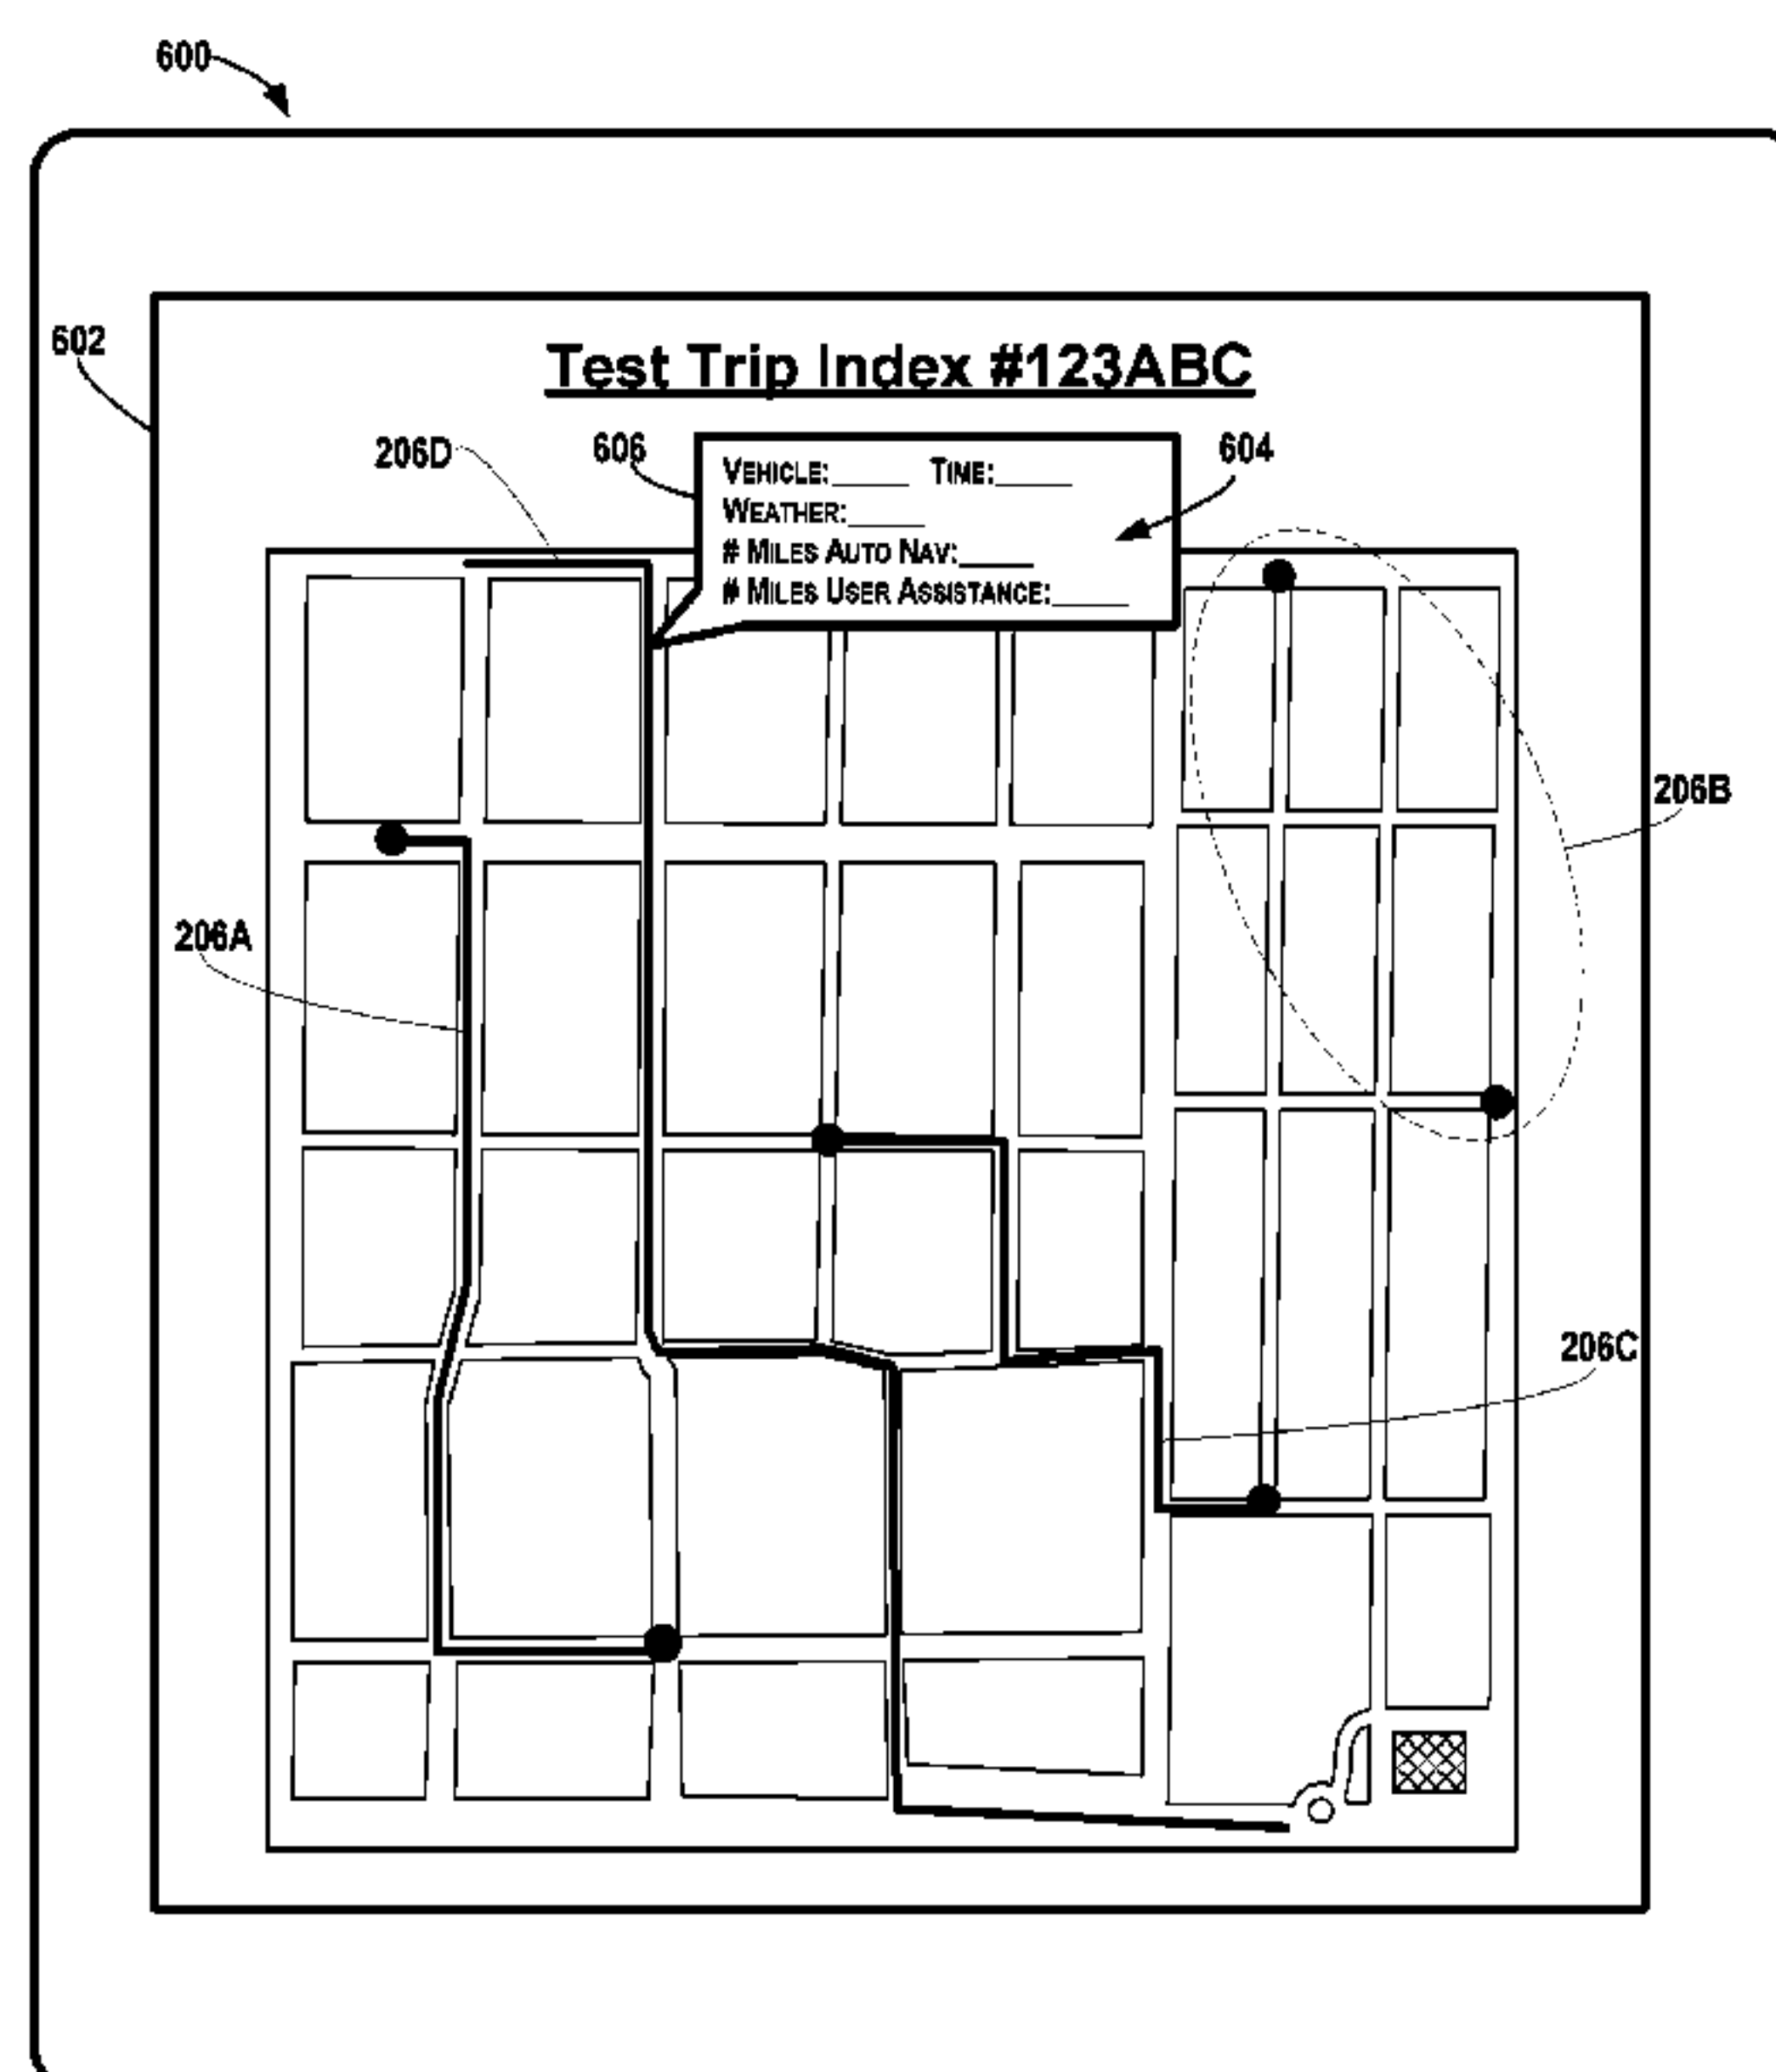 600
602
Test Trip Index #123ABC
206D
606
604
VEHICLE:_____ TIME:_____
WEATHER:_____
# MILES AUTO NAV:_____
# MILES USER ASSISTANCE:_____
206B
206A
206C